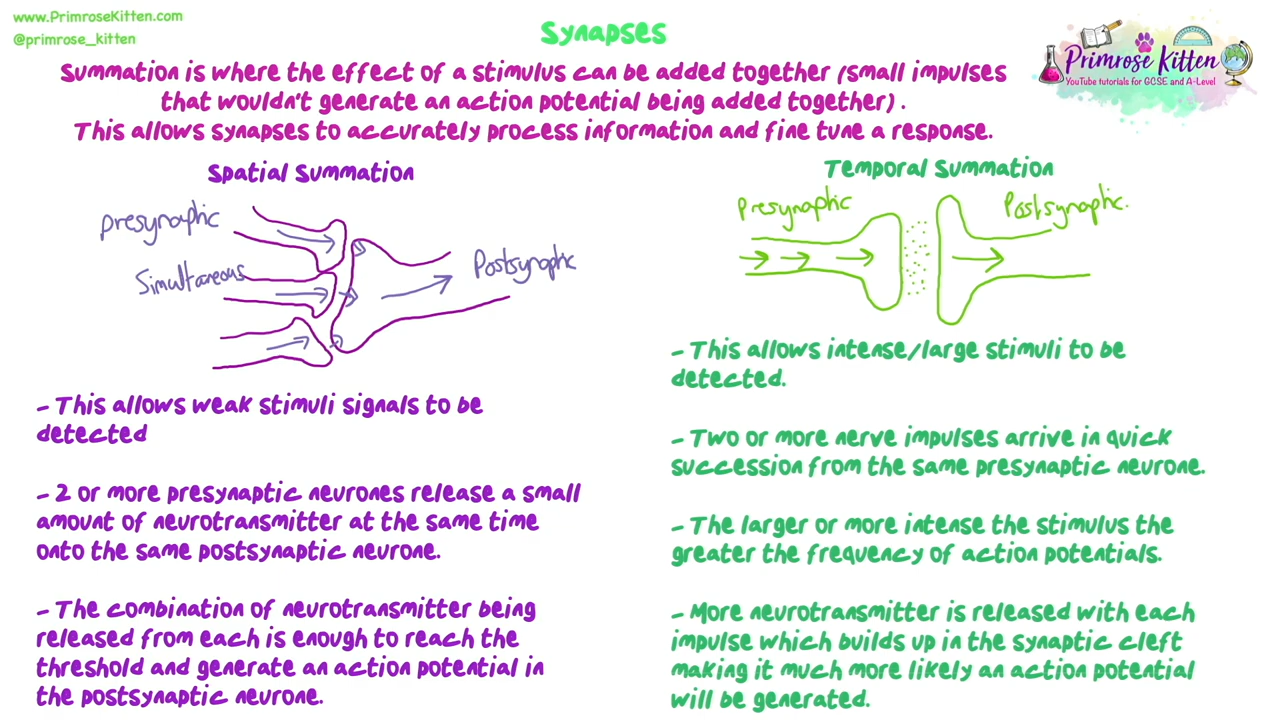 www.PrimroseKitten.com
@primrose_kitten
Synapses
Primrose Kitten
YouTube tutorials for GCSE and A-Level
Summation is where the effect of a stimulus can be added together (small impulses
that wouldn't generate an action potential being added together).
This allows synapses to accurately process information and fine tune a response.
Spatial Summation
presynaptic
Simultaneous
Postsynaptic
- This allows weak stimuli signals to be
detected
- 2 or more presynaptic neurones release a small
amount of neurotransmitter at the same time
onto the same postsynaptic neurone.
- The combination of neurotransmitter being
released from each is enough to reach the
threshold and generate an action potential in
the postsynaptic neurone.
Temporal Summation
Presynaptic
Postsynaptic.
- This allows intense/large stimuli to be
detected.
- Two or more nerve impulses arrive in quick
succession from the same presynaptic neurone.
- The larger or more intense the stimulus the
greater the frequency of action potentials.
- More neurotransmitter is released with each
impulse which builds up in the synaptic cleft
making it much more likely an action potential
will be generated.